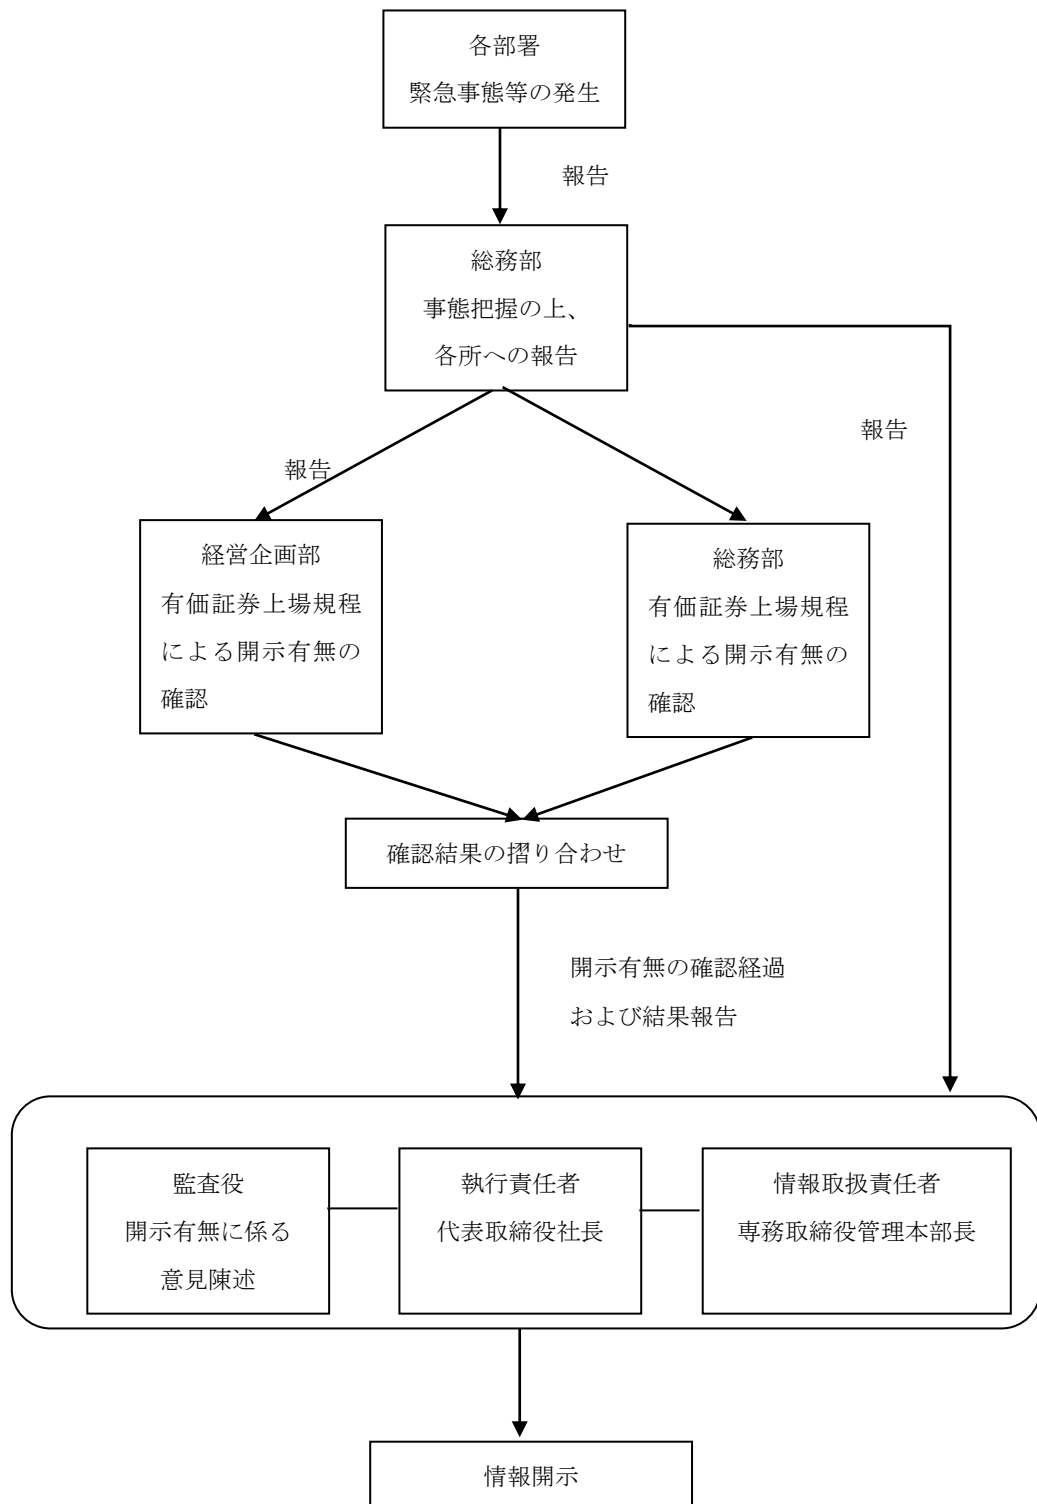 各部署
緊急事態等の発生
報告
総務部
事態把握の上、
各所への報告
報告
報告
経営企画部
有価証券上場規程
による開示有無の
確認
総務部
有価証券上場規程
による開示有無の
確認
確認結果の摺り合わせ
開示有無の確認経過
および結果報告
監査役
開示有無に係る
意見陳述
執行責任者
代表取締役社長
情報取扱責任者
専務取締役管理本部長
情報開示